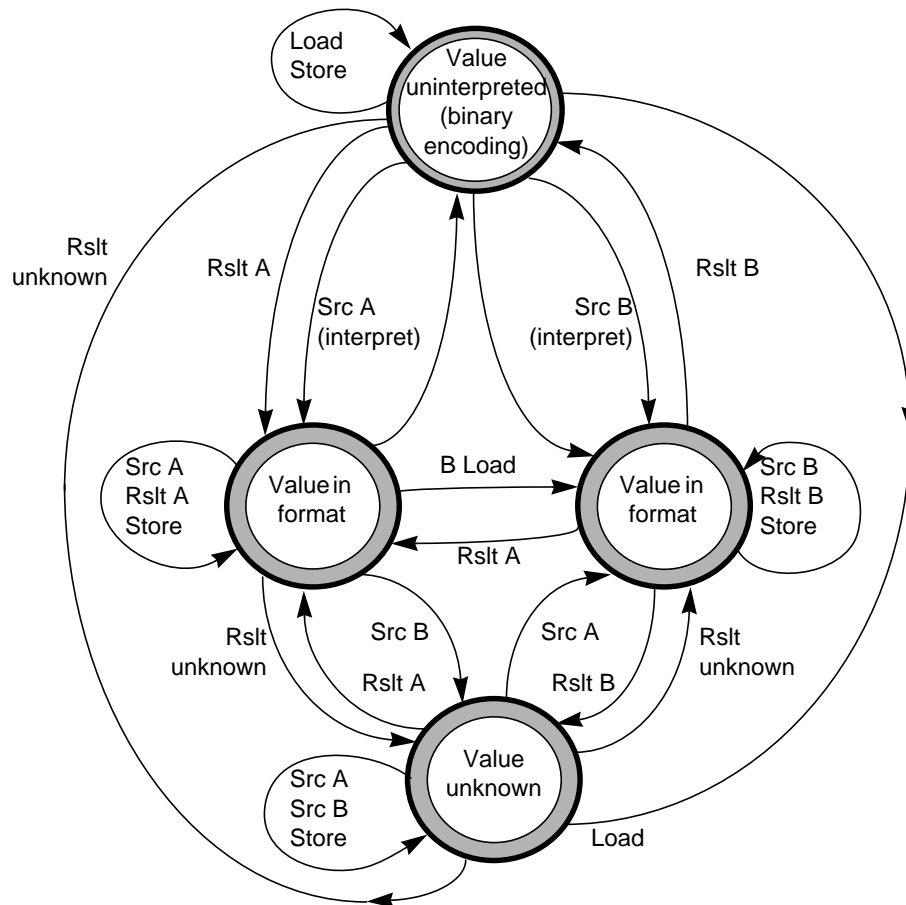 Load
Store
Value
uninterpreted
(binary
encoding)
Rslt
unknown
Rslt A
Src A
(interpret)
Src B
(interpret)
Rslt B
Src A
Rslt A
Store
Value in
format
B Load
Rslt A
Value in
format
Src B
Rslt B
Store
Rslt
unknown
Src B
Rslt A
Src A
Rslt B
Rslt
unknown
Src A
Src B
Store
Value
unknown
Load